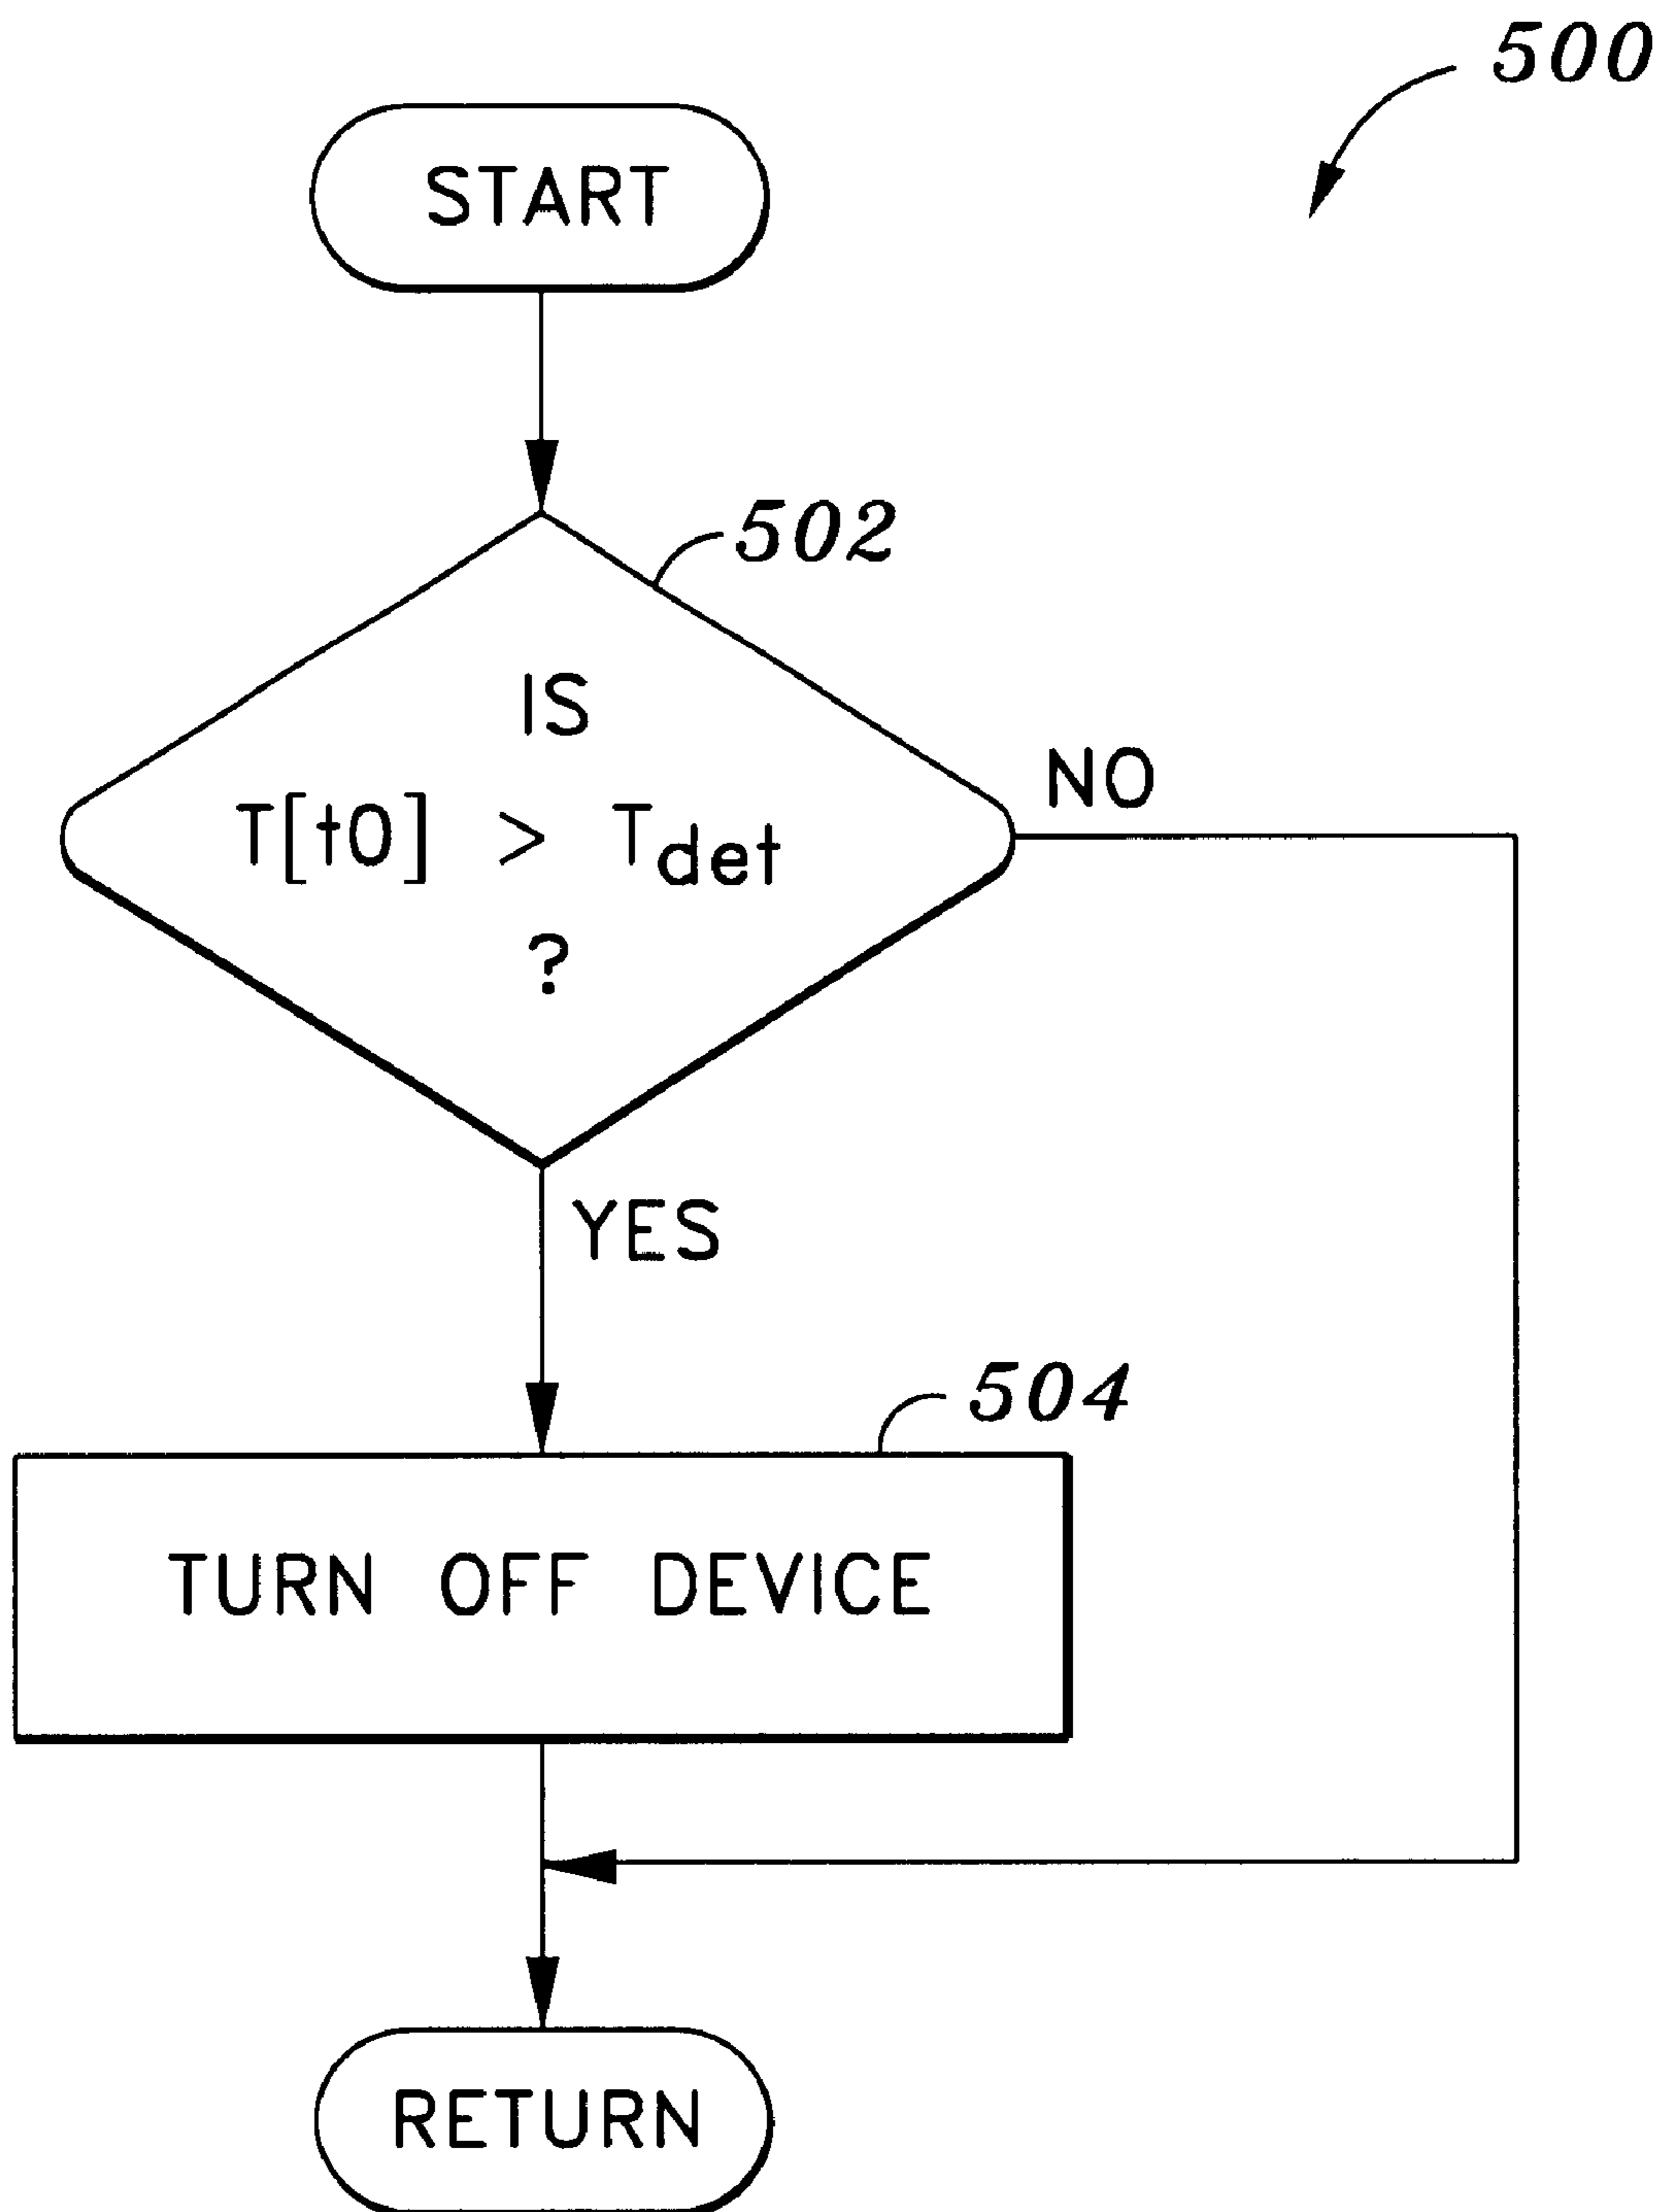 500
START
502
IS
T[t0] > Tdet
?
NO
YES
504
TURN OFF DEVICE
RETURN